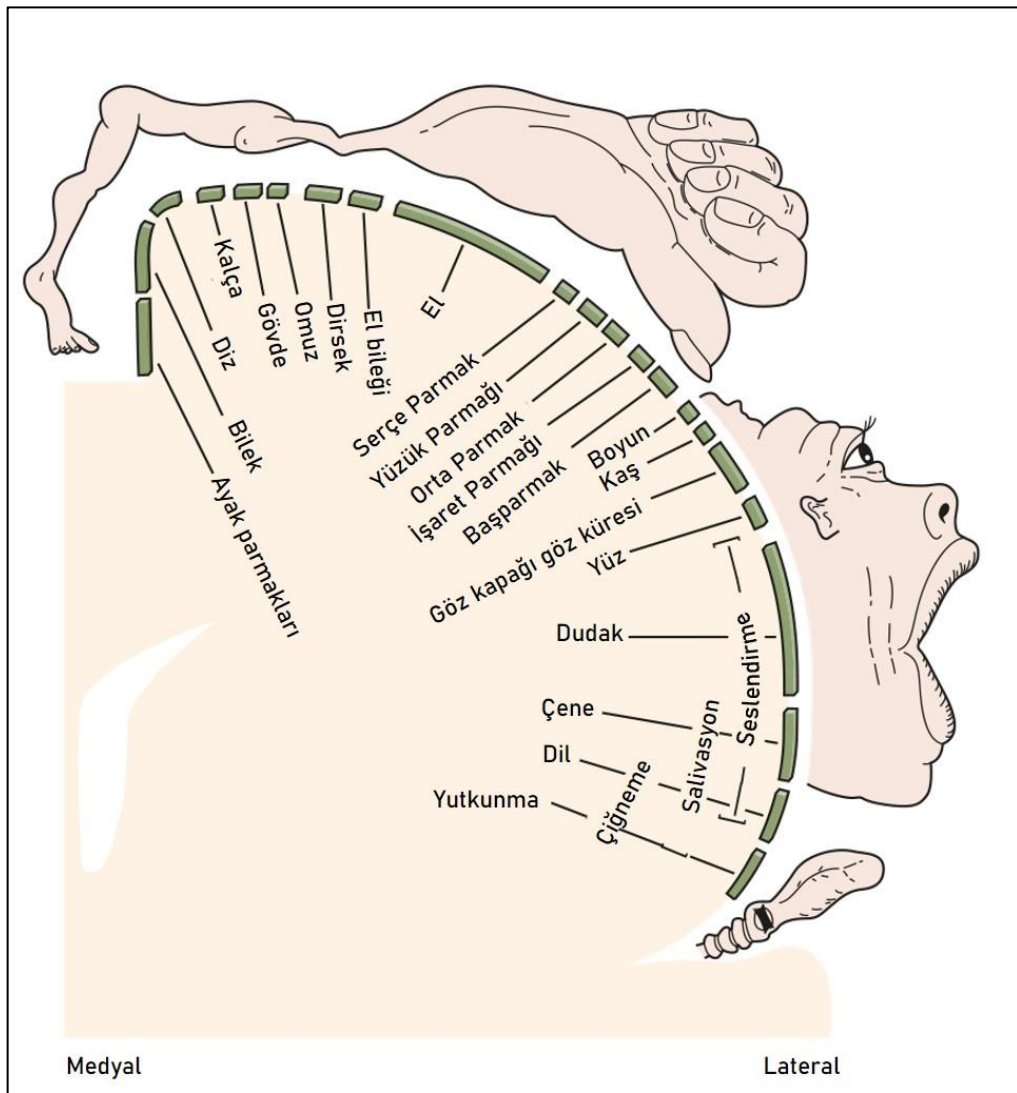 Kalça
Gövde
Omuz
Dirsek
El bileği
El
Diz
Bilek
Ayak parmakları
Serçe Parmak
Yüzük Parmağı
Orta Parmak
İşaret Parmağı
Başparmak
Boyun
Kaş
Göz kapağı göz küresi
Yüz
Dudak
Seslendirme
Çene
Salivasyon
Dil
Çiğneme
Yutkunma
Medyal
Lateral